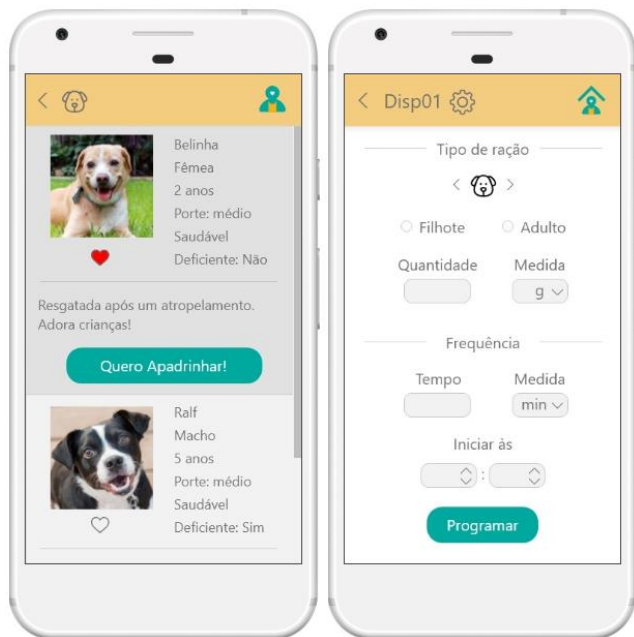 Belinha
Fêmea
2 anos
Porte: médio
Saudável
Deficiente: Não
Resgatada após um atropelamento.
Adora crianças!
Quero Apadrinhar!
Ralf
Macho
5 anos
Porte: médio
Saudável
Deficiente: Sim
Disp01
Tipo de ração
Filhote Adulto
Quantidade Medida
g
Frequência
Tempo Medida
min
Iniciar às
:
Programar